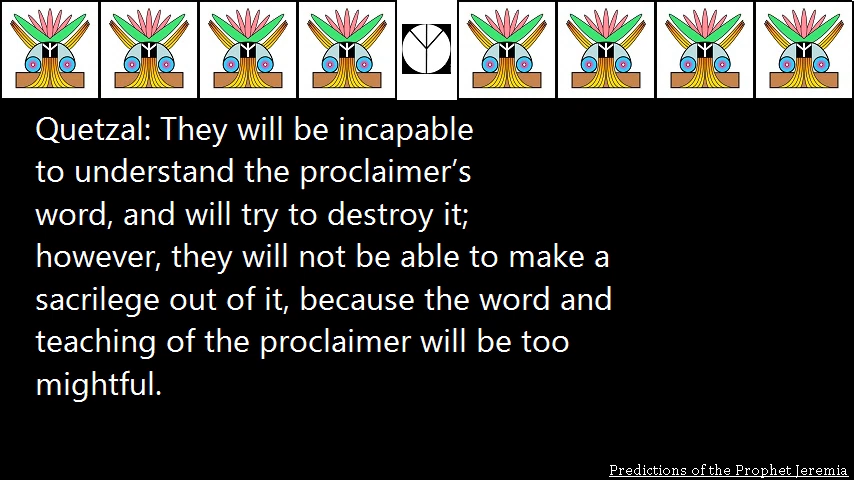 Quetzal: They will be incapable
to understand the proclaimer’s
word, and will try to destroy it;
however, they will not be able to make a
sacrilege out of it, because the word and
teaching of the proclaimer will be too
mightful.
Predictions of the Prophet Jeremia